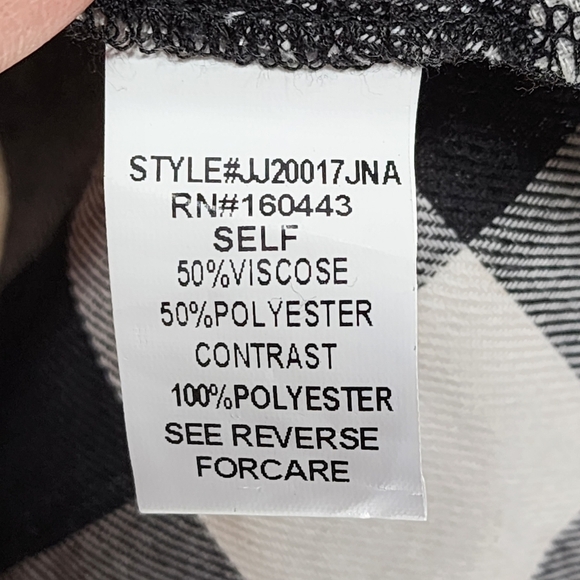 STYLE#JJ20017JNA
RN#160443
SELF
50%VISCOSE
50%POLYESTER
CONTRAST
100%POLYESTER
SEE REVERSE
FORCARE